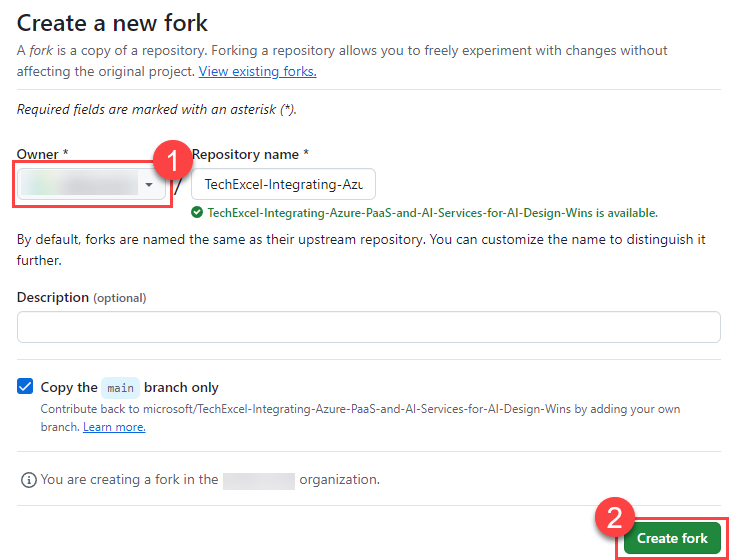 Create a new fork
A fork is a copy of a repository. Forking a repository allows you to freely experiment with changes without
affecting the original project. View existing forks.
Required fields are marked with an asterisk (*).
Owner * 1 Repository name *
/ TechExcel-Integrating-Azu
TechExcel-Integrating-Azure-PaaS-and-AI-Services-for-AI-Design-Wins is available.
By default, forks are named the same as their upstream repository. You can customize the name to distinguish it
further.
Description (optional)
Copy the main branch only
Contribute back to microsoft/TechExcel-Integrating-Azure-PaaS-and-AI-Services-for-AI-Design-Wins by adding your own
branch. Learn more.
You are creating a fork in the organization.
2
Create fork